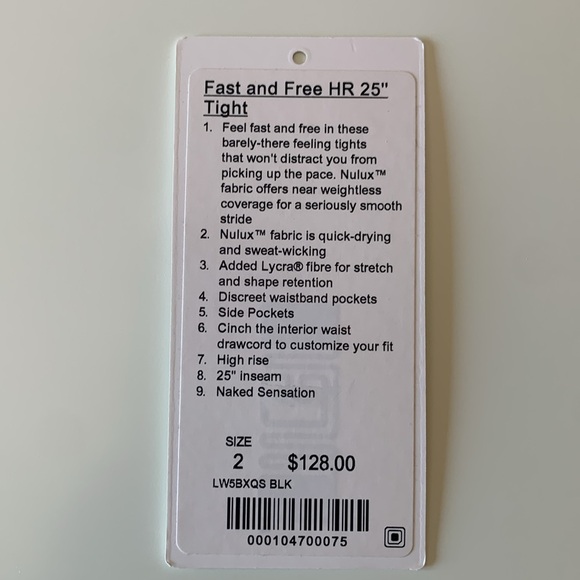 Fast and Free HR 25"
Tight
1. Feel fast and free in these
barely-there feeling tights
that won't distract you from
picking up the pace. Nulux™
fabric offers near weightless
coverage for a seriously smooth
stride
2. Nulux™ fabric is quick-drying
and sweat-wicking
3. Added Lycra® fibre for stretch
and shape retention
4. Discreet waistband pockets
5. Side Pockets
6. Cinch the interior waist
drawcord to customize your fit
7. High rise
8. 25" inseam
9. Naked Sensation
SIZE
2 $128.00
LW5BXQS BLK
000104700075